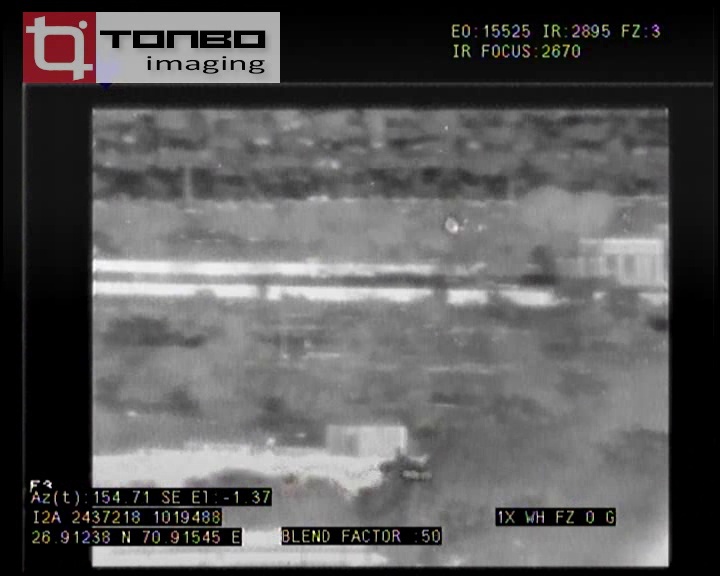 TONBO
imaging
EO:15525 IR:2895 FZ:3
IR FOCUS:2670
F3
Az(t):154.71 SE El:-1.37
I2A 2437218 1019488
26.91238 N 70.91545 E
BLEND FACTOR :50
1X WH FZ O G